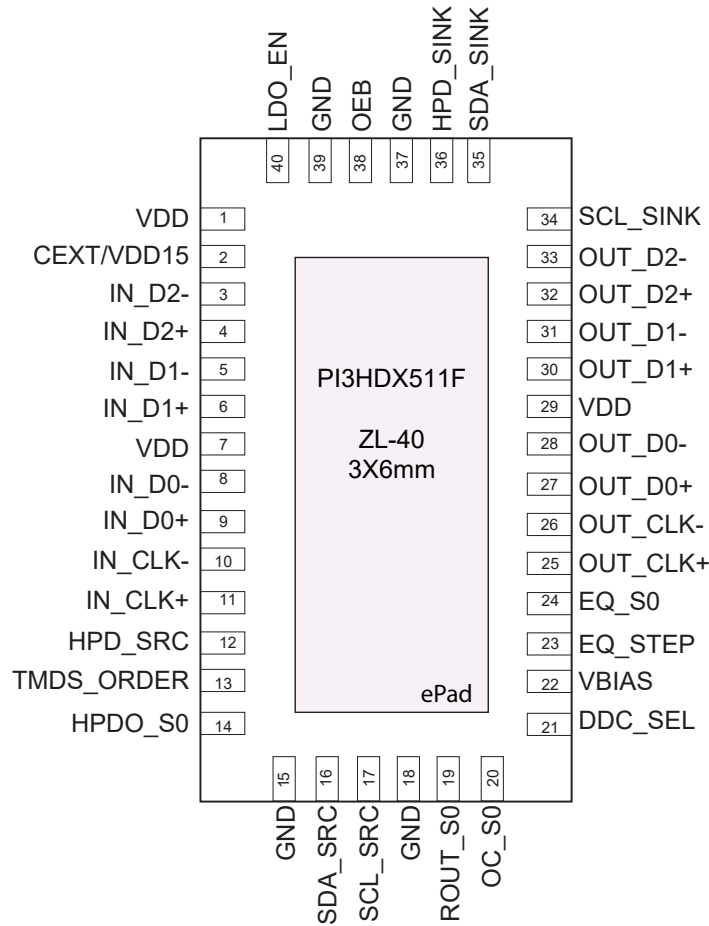 LDO_EN
GND
OEB
GND
HPD_SINK
SDA_SINK
40
39
38
37
36
35
VDD 1
CEXT/VDD15 2
IN_D2- 3
IN_D2+ 4
IN_D1- 5
IN_D1+ 6
VDD 7
IN_D0- 8
IN_D0+ 9
IN_CLK- 10
IN_CLK+ 11
HPD_SRC 12
TMDS_ORDER 13
HPDO_S0 14
PI3HDX511F
ZL-40
3X6mm
ePad
34 SCL_SINK
33 OUT_D2-
32 OUT_D2+
31 OUT_D1-
30 OUT_D1+
29 VDD
28 OUT_D0-
27 OUT_D0+
26 OUT_CLK-
25 OUT_CLK+
24 EQ_S0
23 EQ_STEP
22 VBIAS
21 DDC_SEL
15
16
17
18
19
20
GND
SDA_SRC
SCL_SRC
GND
ROUT_S0
OC_S0